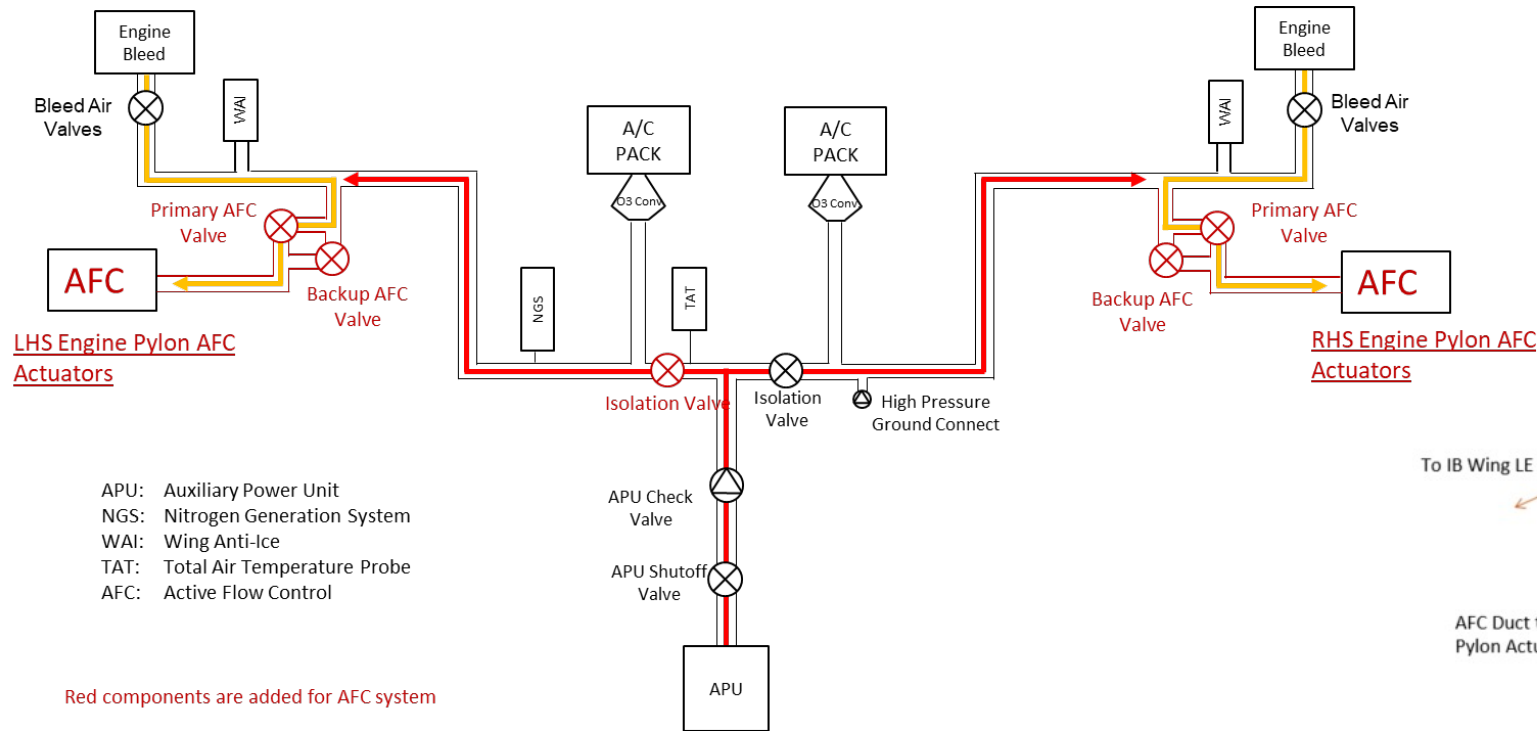 Engine
Bleed
Bleed Air
Valves
WAI
A/C
PACK
O3 Conv
A/C
PACK
O3 Conv
WAI
Engine
Bleed
Bleed Air
Valves
Primary AFC
Valve
AFC
Backup AFC
Valve
LHS Engine Pylon AFC
Actuators
NGS
TAT
Isolation Valve
Isolation
Valve
High Pressure
Ground Connect
Primary AFC
Valve
Backup AFC
Valve
AFC
RHS Engine Pylon AFC
Actuators
APU: Auxiliary Power Unit
NGS: Nitrogen Generation System
WAI: Wing Anti-Ice
TAT: Total Air Temperature Probe
AFC: Active Flow Control
APU Check
Valve
APU Shutoff
Valve
APU
To IB Wing LE
AFC Duct t
Pylon Actu
Red components are added for AFC system